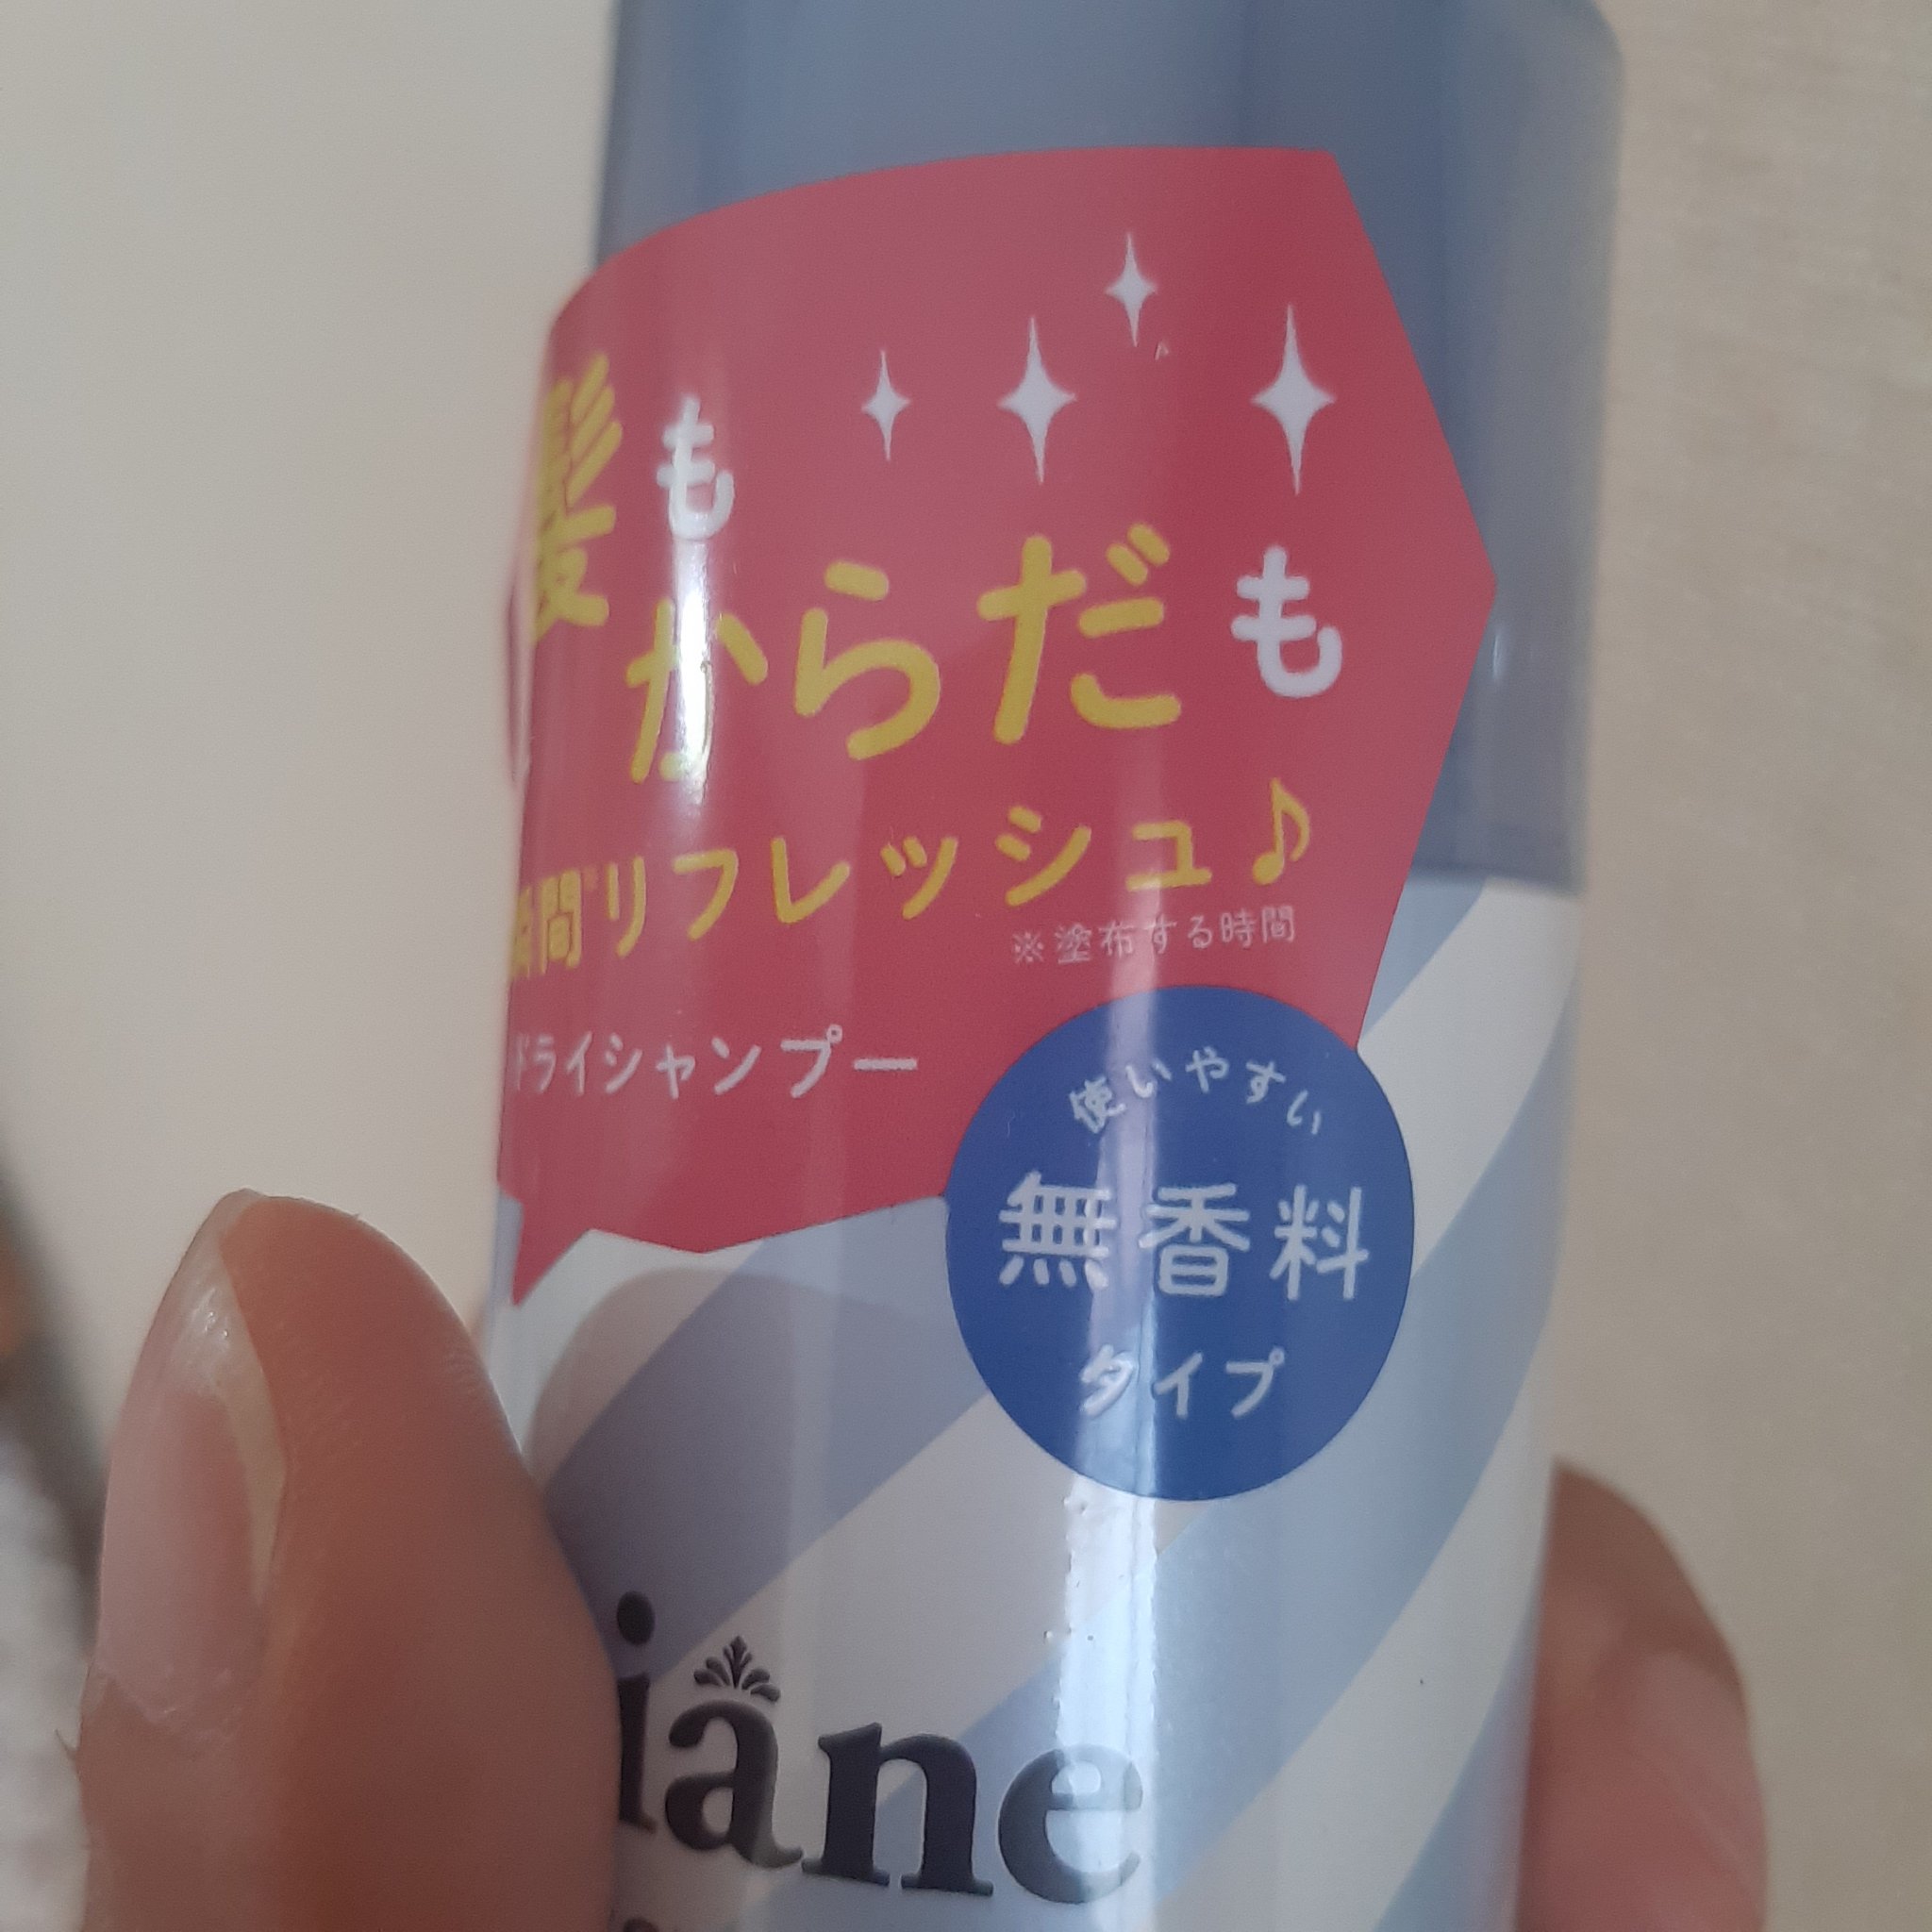 髪も
からだも
瞬間※リフレッシュ♪
※塗布する時間
ドライシャンプー
使いやすい
無香料
タイプ
iane